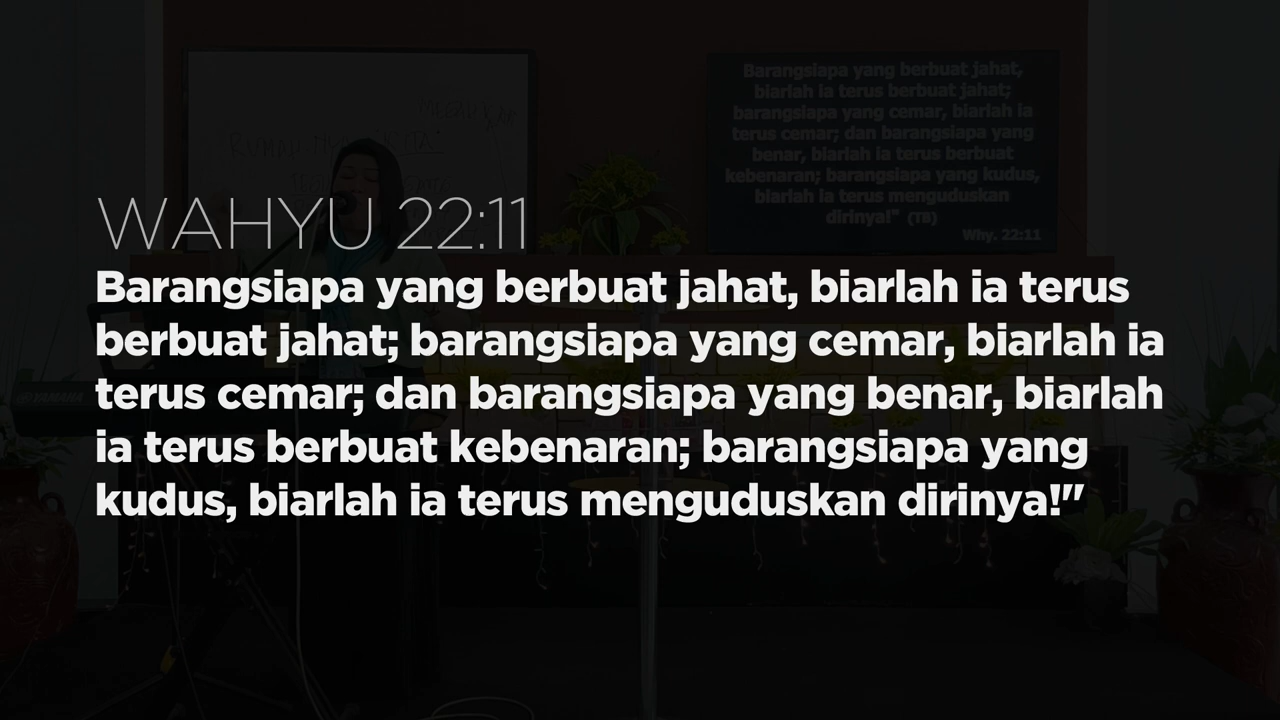 WAHYU 22:11
Barangsiapa yang berbuat jahat, biarlah ia terus
berbuat jahat; barangsiapa yang cemar, biarlah ia
terus cemar; dan barangsiapa yang benar, biarlah
ia terus berbuat kebenaran; barangsiapa yang
kudus, biarlah ia terus menguduskan dirinya!"
Barangsiapa yang berbuat jahat,
biarlah ia terus berbuat jahat;
barangsiapa yang cemar, biarlah ia
terus cemar; dan barangsiapa yang
benar, biarlah ia terus berbuat
kebenaran; barangsiapa yang kudus,
biarlah ia terus menguduskan
dirinya!" (TB)
Why. 22:11
YAMAHA